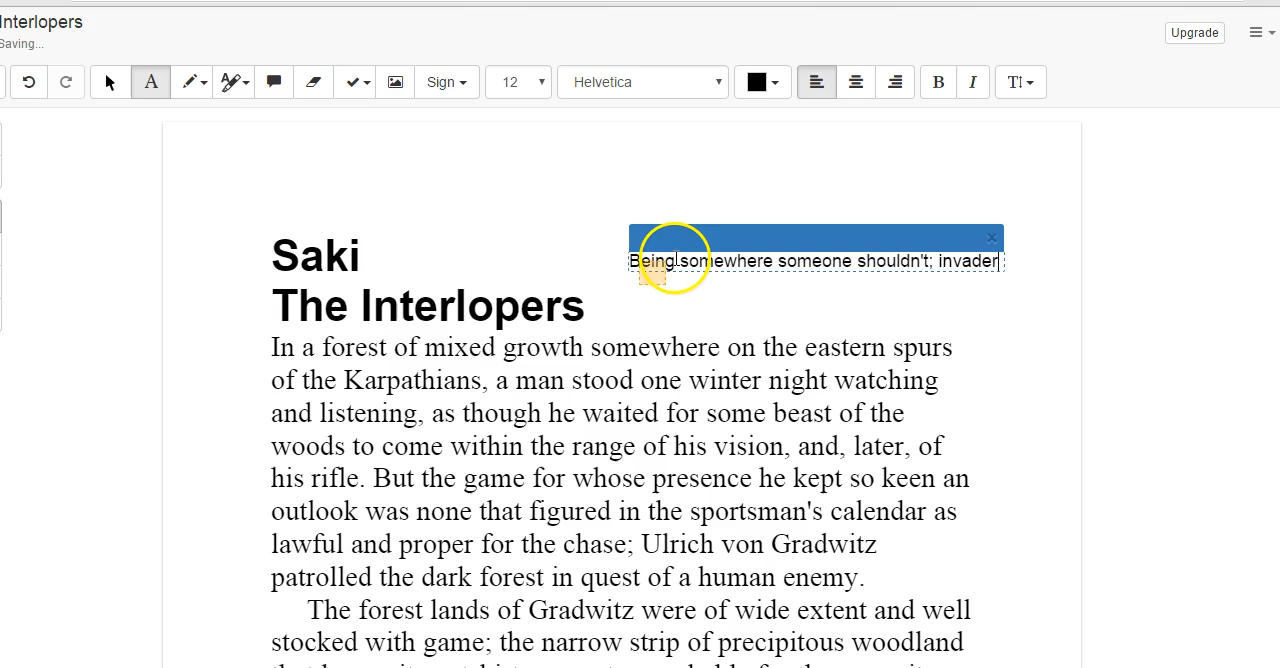 Interlopers
Saving...
Upgrade
A Sign 12 Helvetica B I T
Being somewhere someone shouldn't; invader
Saki
The Interlopers
In a forest of mixed growth somewhere on the eastern spurs
of the Karpathians, a man stood one winter night watching
and listening, as though he waited for some beast of the
woods to come within the range of his vision, and, later, of
his rifle. But the game for whose presence he kept so keen an
outlook was none that figured in the sportsman's calendar as
lawful and proper for the chase; Ulrich von Gradwitz
patrolled the dark forest in quest of a human enemy.
The forest lands of Gradwitz were of wide extent and well
stocked with game; the narrow strip of precipitous woodland